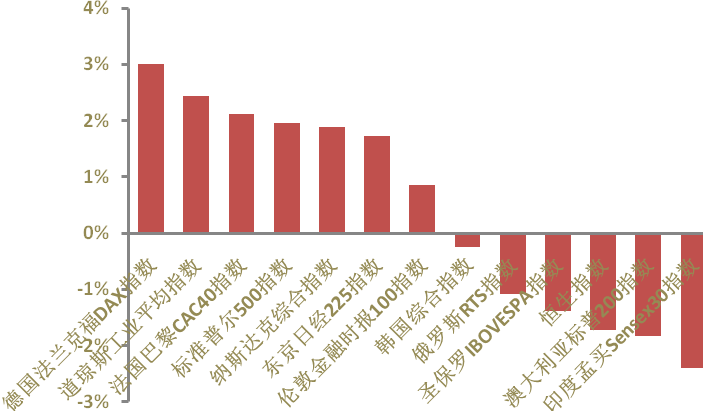 4%
3%
2%
1%
0%
-1%
-2%
-3%
德国法兰克福DAX指数
道琼斯工业平均指数
法国巴黎CAC40指数
标准普尔500指数
纳斯达克综合指数
东京日经225指数
伦敦金融时报100指数
韩国综合指数
俄罗斯RTS指数
圣保罗IBOVESPA指数
恒生指数
澳大利亚标普200指数
印度孟买Sensex30指数